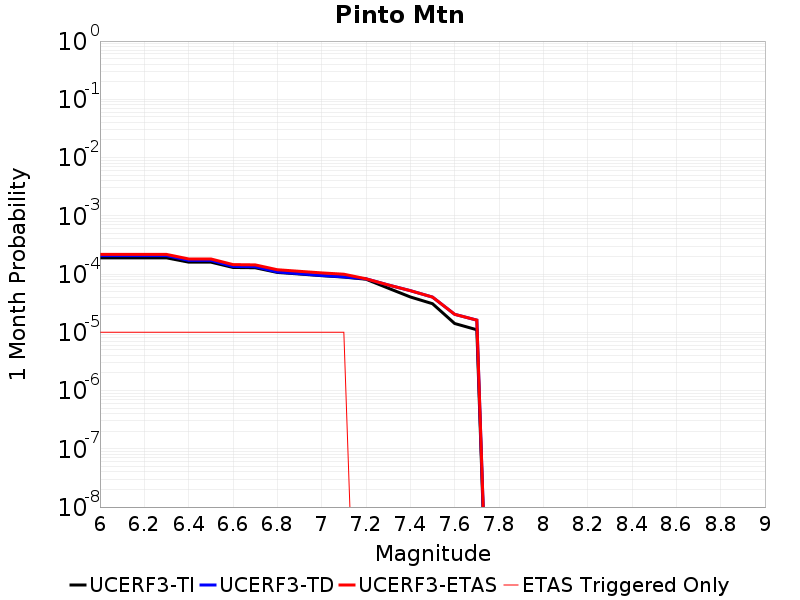 Pinto Mtn
1 Month Probability
10^0
10^-1
10^-2
10^-3
10^-4
10^-5
10^-6
10^-7
10^-8
6 6.2 6.4 6.6 6.8 7 7.2 7.4 7.6 7.8 8 8.2 8.4 8.6 8.8 9
Magnitude
UCERF3-TI UCERF3-TD UCERF3-ETAS ETAS Triggered Only